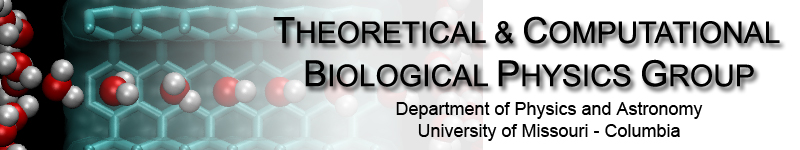 THEORETICAL & COMPUTATIONAL
BIOLOGICAL PHYSICS GROUP
Department of Physics and Astronomy
University of Missouri - Columbia